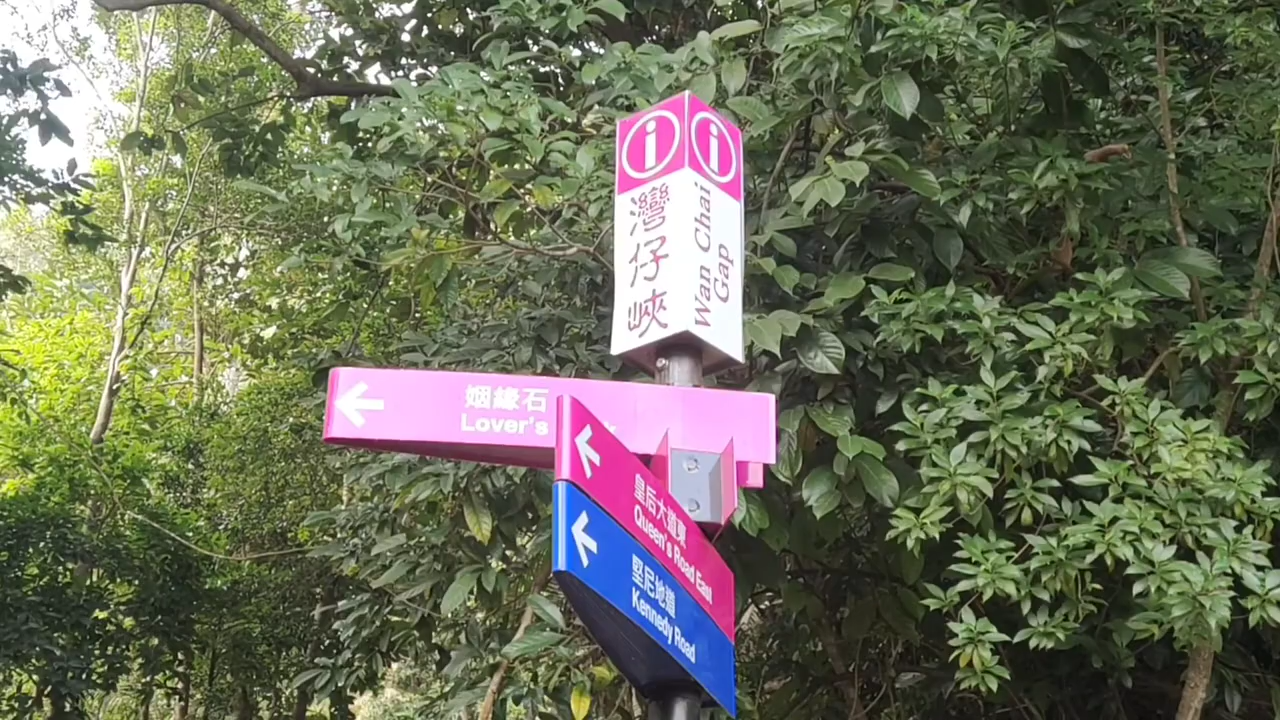 i
i
灣仔峽
Wan Chai
Gap
姻緣石
Lover's
皇后大道東
Queen's Road East
堅尼地道
Kennedy Road